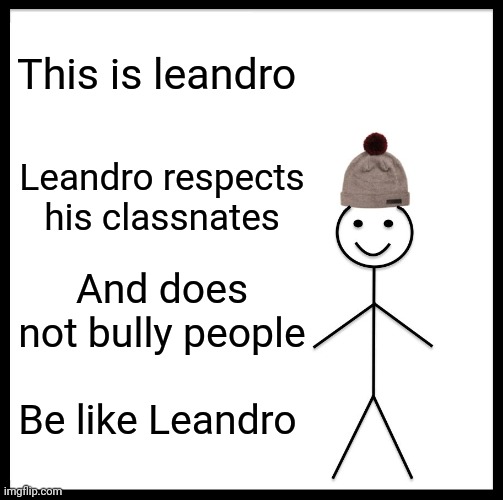 This is leandro
Leandro respects
his classnates
And does
not bully people
Be like Leandro
imgflip.com